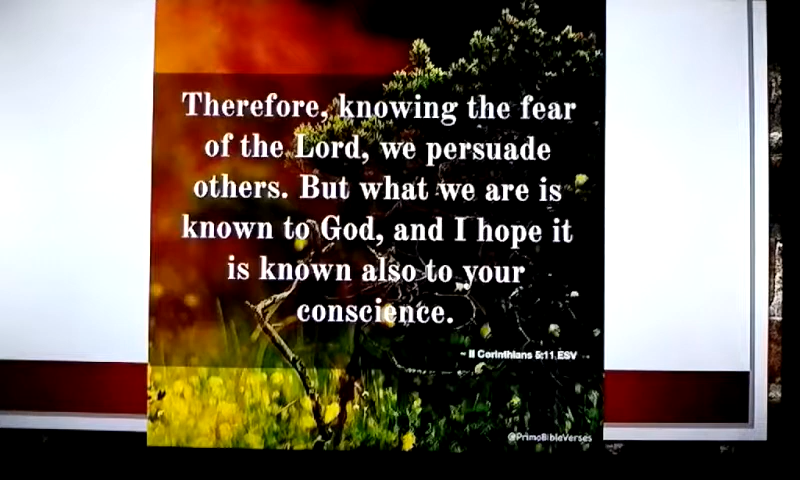 Therefore, knowing the fear
of the Lord, we persuade
others. But what we are is
known to God, and I hope it
is known also to your
conscience.
~ II Corinthians 5:11 ESV
@PrimoBibleVerses